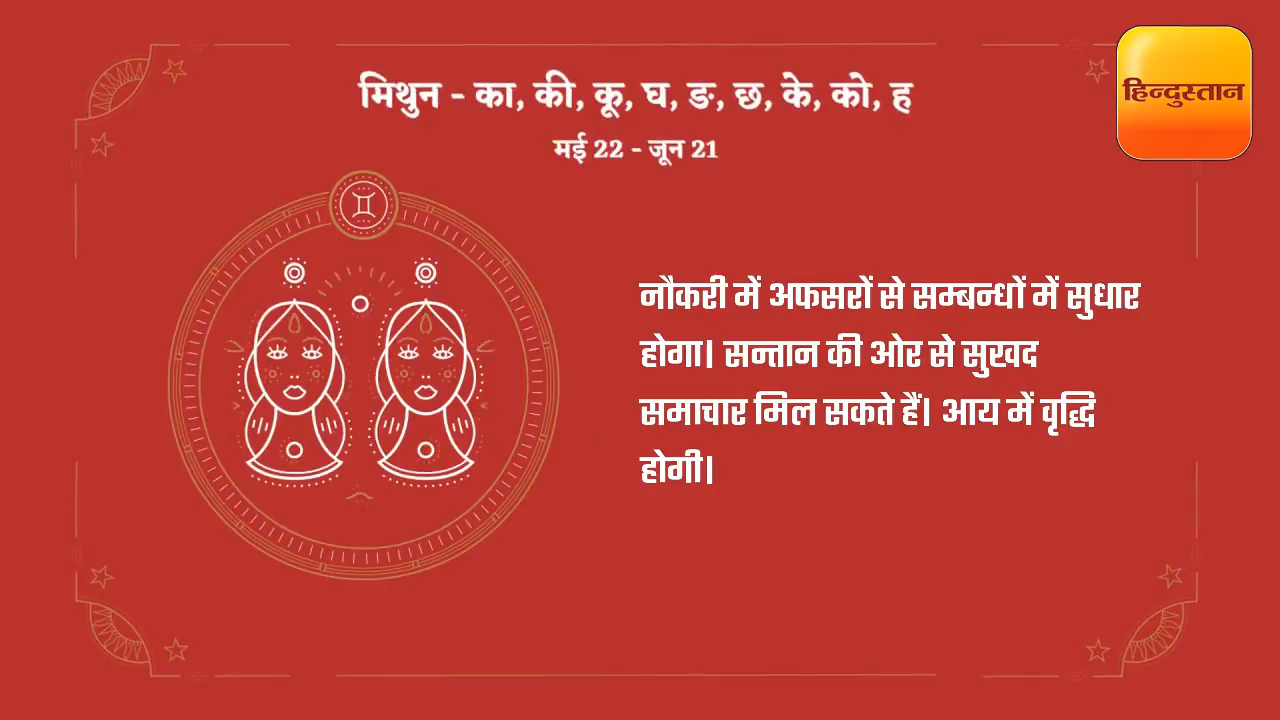 मिथुन - का, की, कू, घ, ङ, छ, के, को, ह
मई 22 - जून 21
हिन्दुस्तान
नौकरी में अफसरों से सम्बन्धों में सुधार
होगा। सन्तान की ओर से सुखद
समाचार मिल सकते हैं। आय में वृद्धि
होगी।